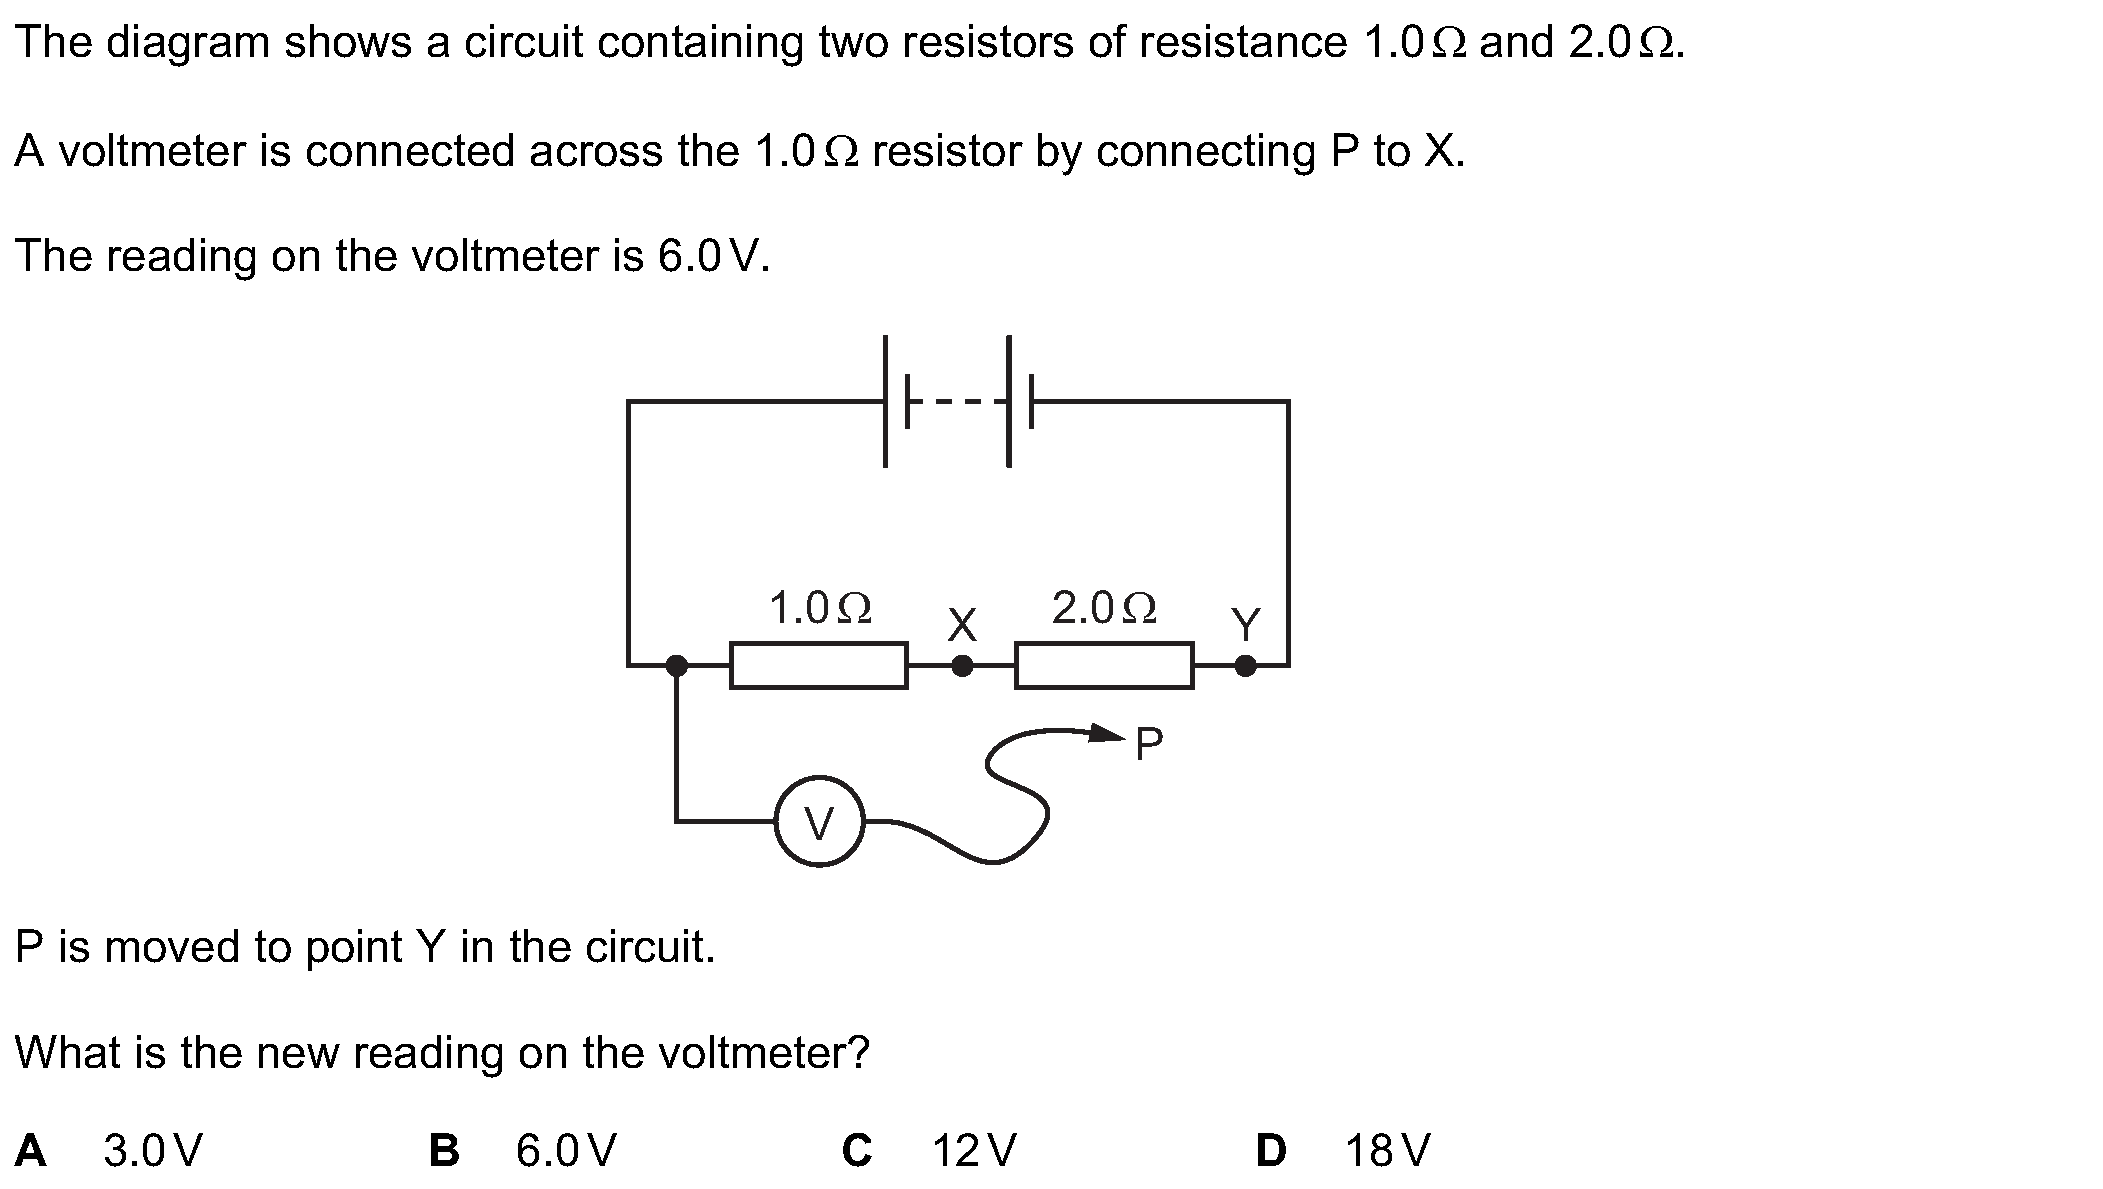 The diagram shows a circuit containing two resistors of resistance 1.0 Ω and 2.0 Ω.
A voltmeter is connected across the 1.0 Ω resistor by connecting P to X.
The reading on the voltmeter is 6.0 V.
1.0 Ω X 2.0 Ω Y
P
V
P is moved to point Y in the circuit.
What is the new reading on the voltmeter?
A 3.0 V B 6.0 V C 12 V D 18 V